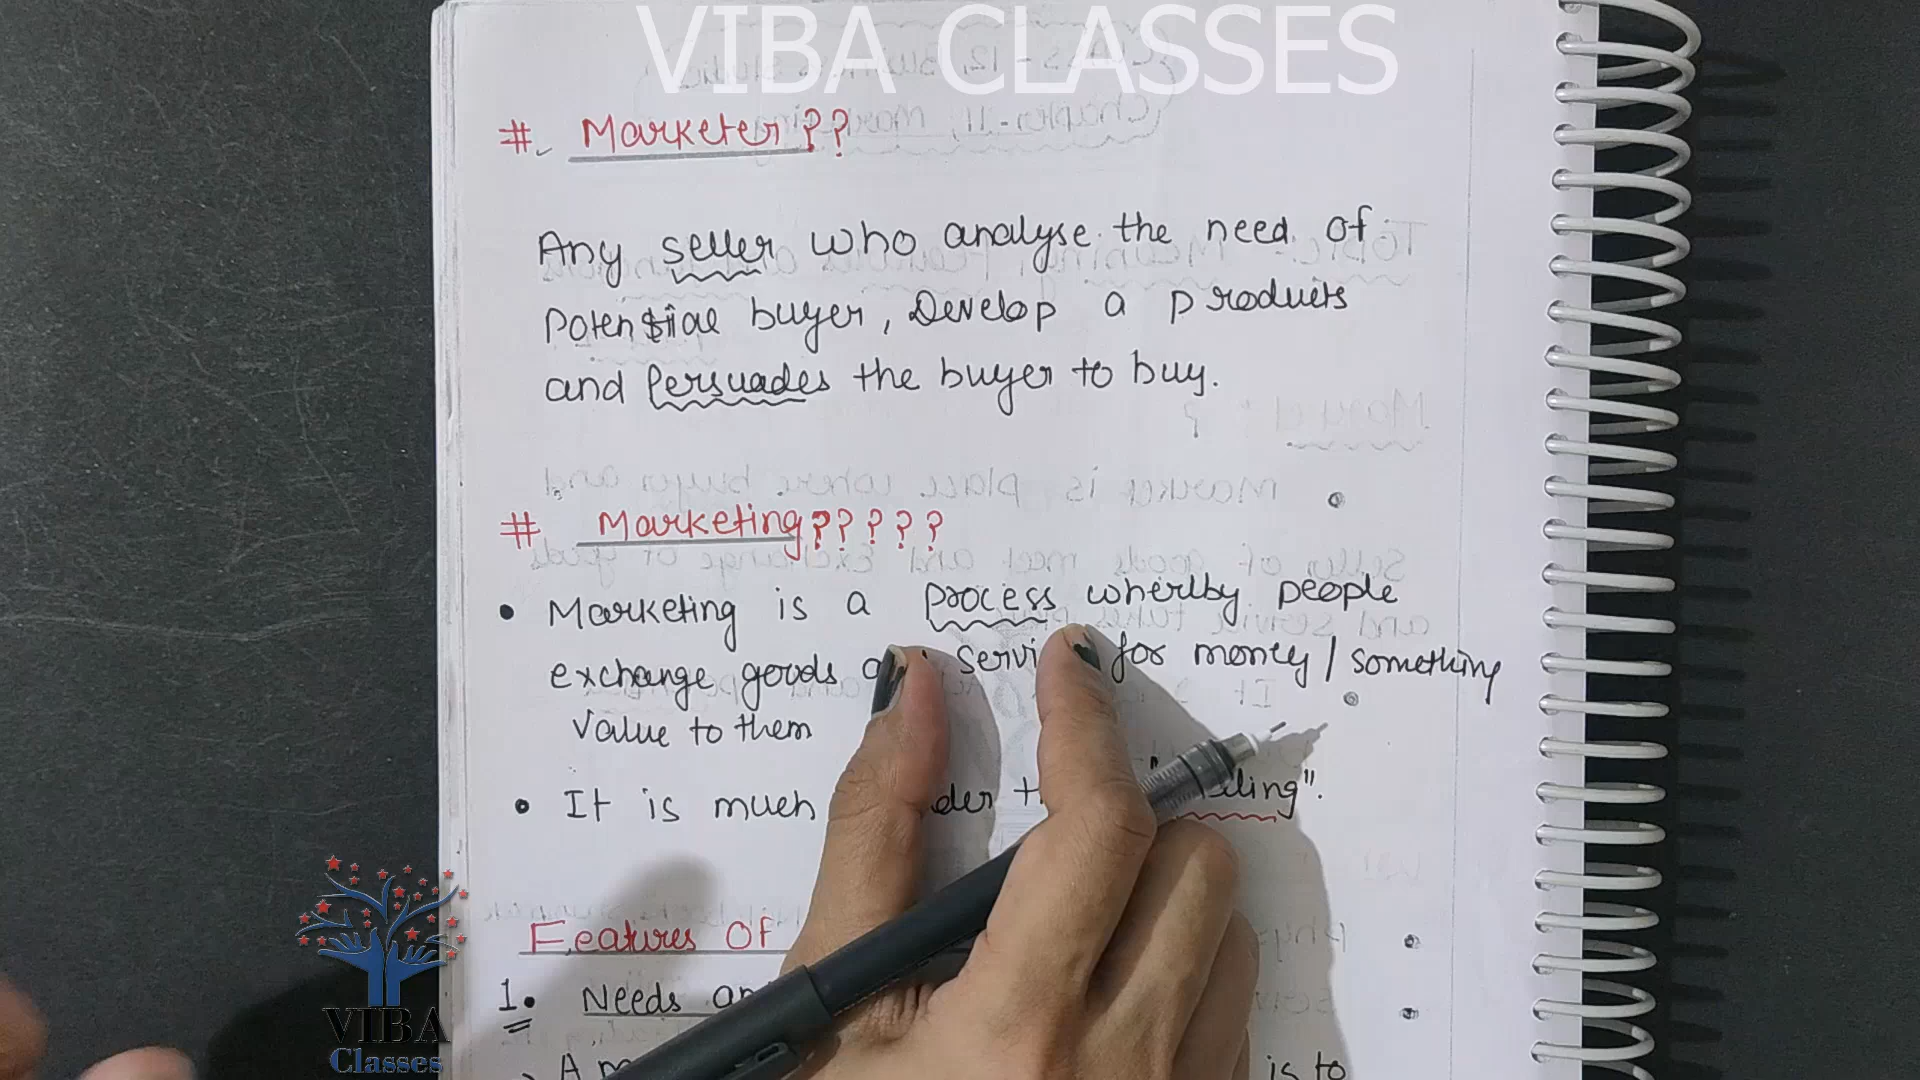 VIBA CLASSES
# Marketer ??
Any seller who analyse the need of
Potential buyer, Develop a products
and Persuades the buyer to buy.
# Marketing?????
• Marketing is a process whereby people
exchange goods for money / something
value to them
• It is much
Features Of
1. Needs
is to
VIBA
Classes